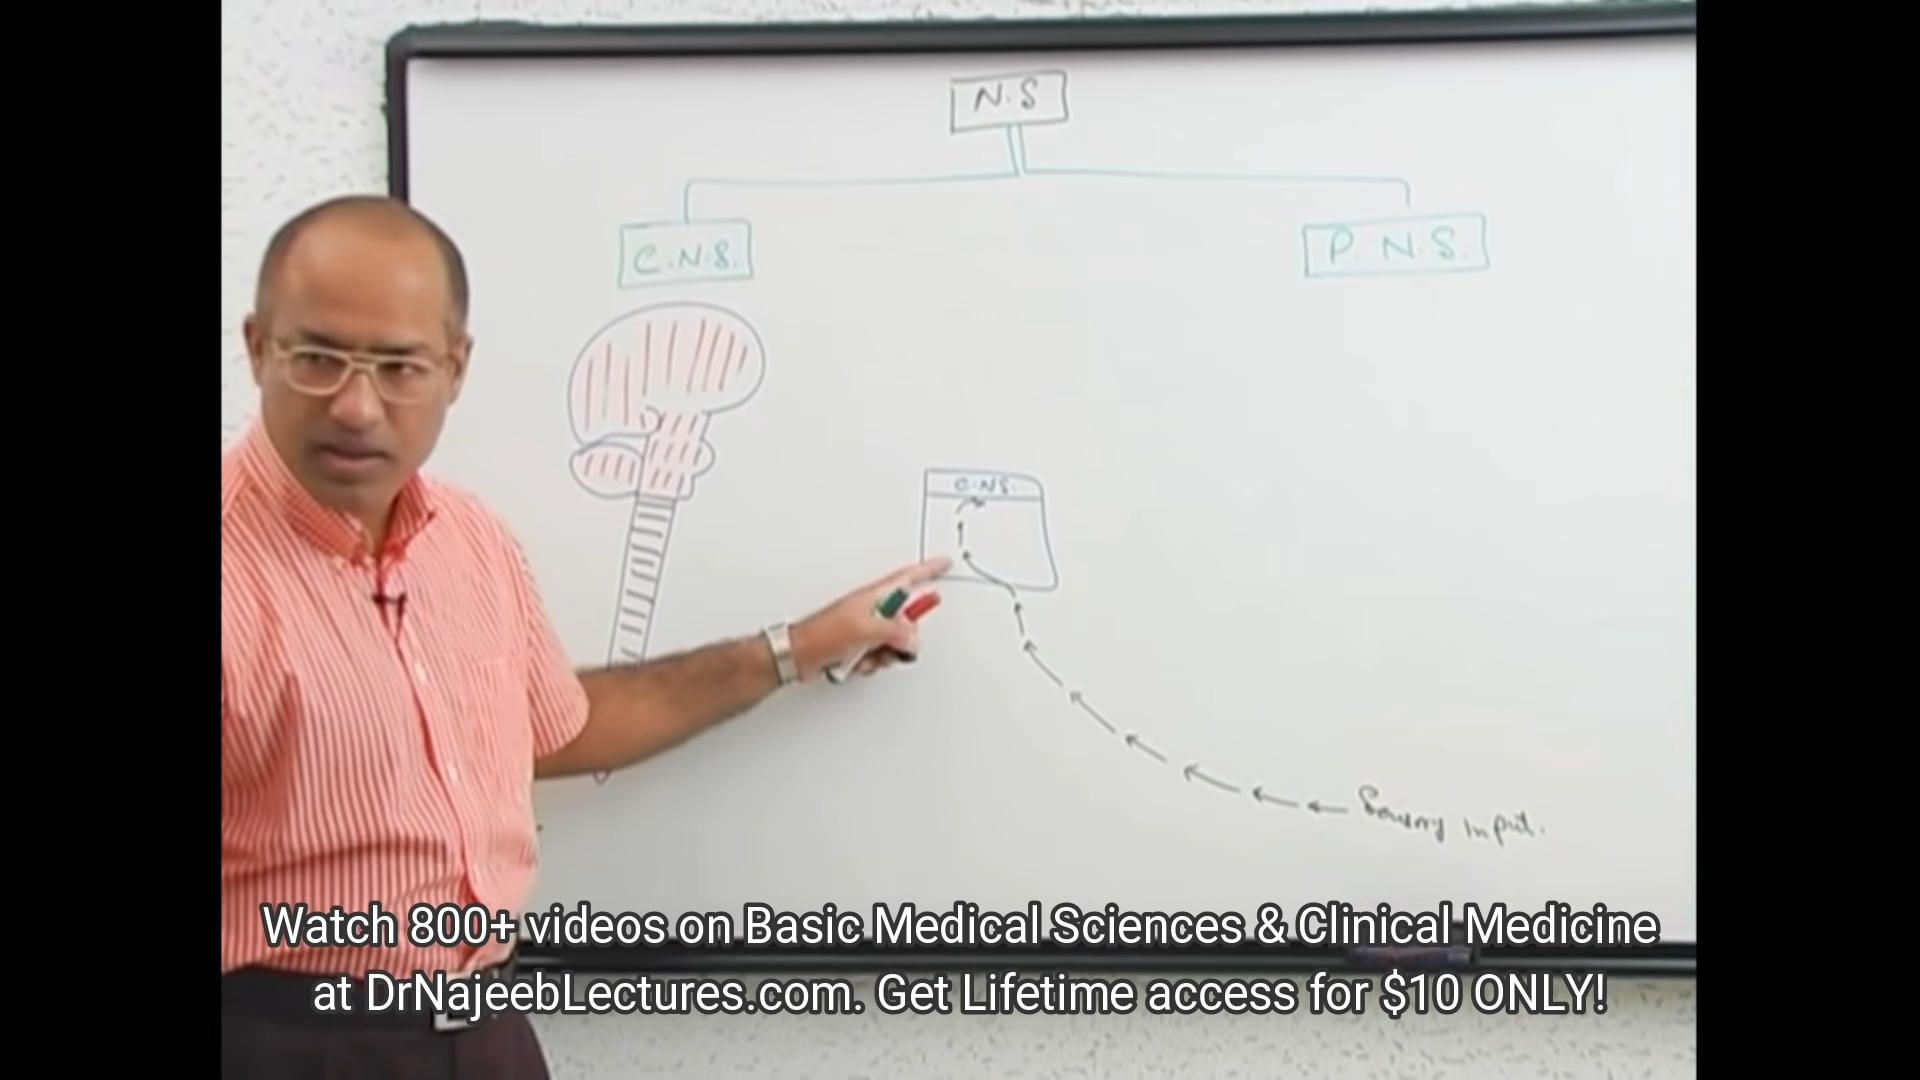 N.S
C.N.S.
P. N.S.
C.N.S.
Sensory Input.
Watch 800+ videos on Basic Medical Sciences & Clinical Medicine
at DrNajeebLectures.com. Get Lifetime access for $10 ONLY!